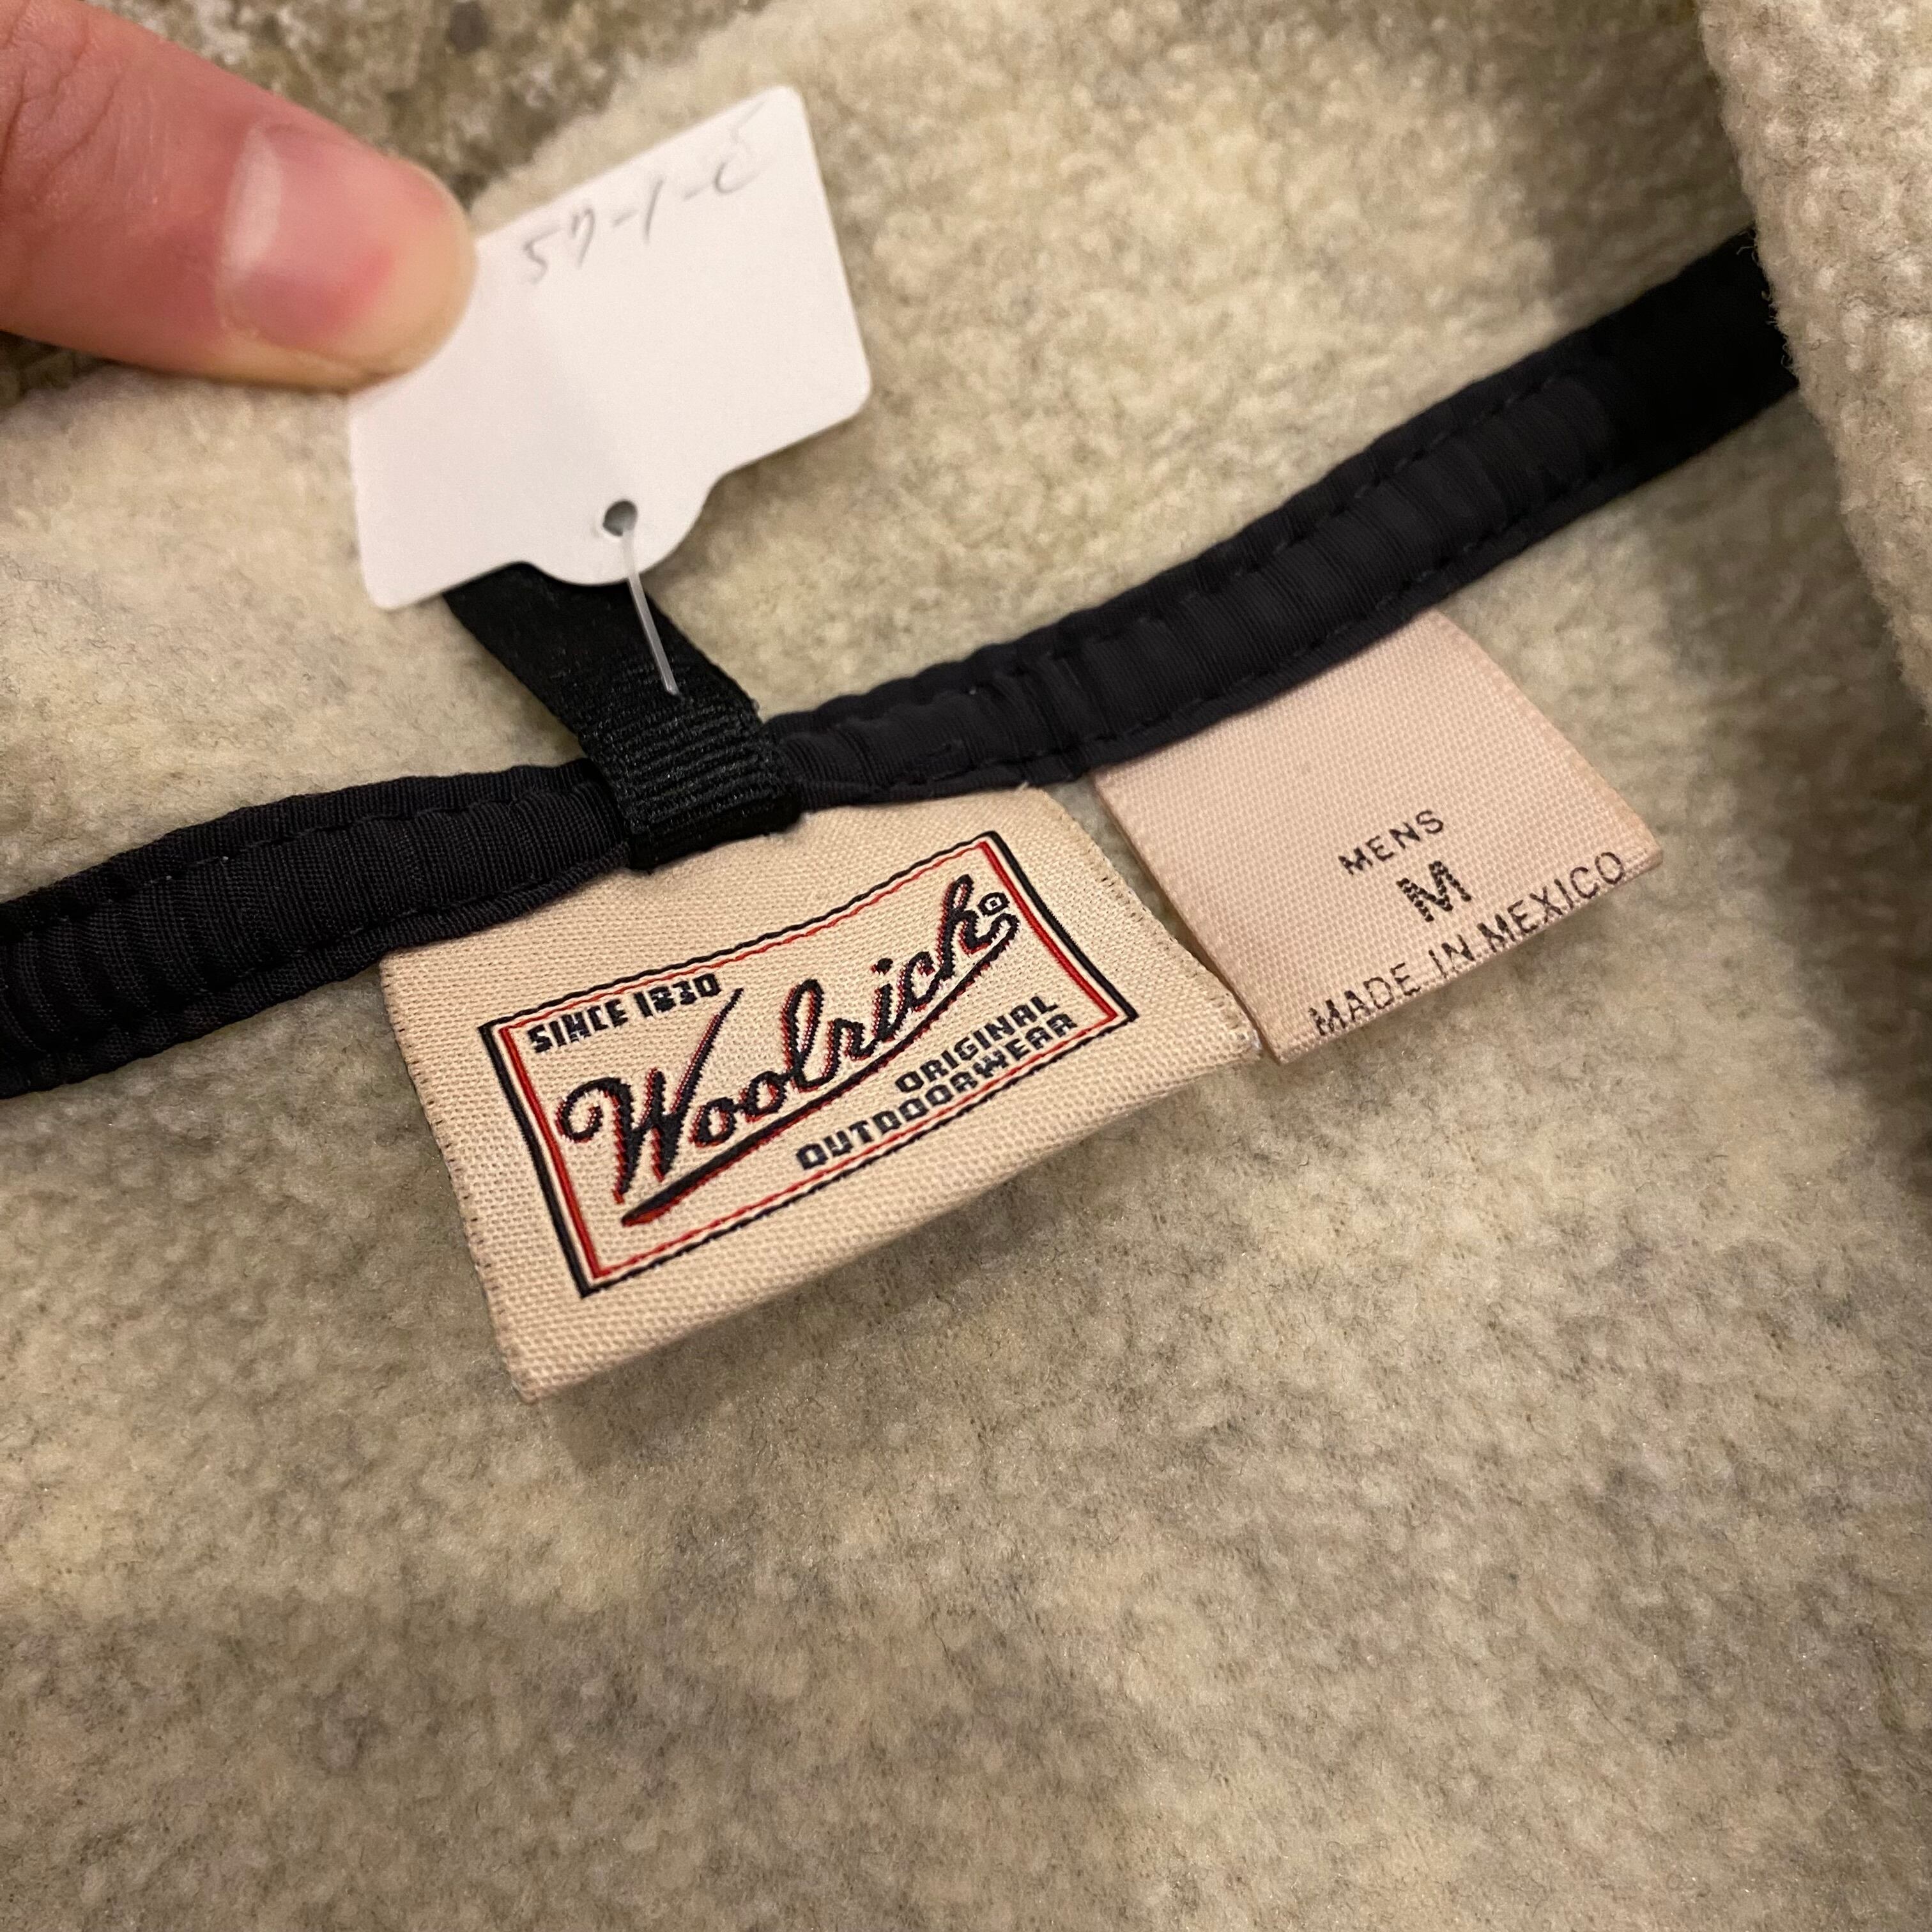 SINCE 1830
Woolrich®
ORIGINAL
OUTDOORWEAR
MENS
M
MADE IN MEXICO